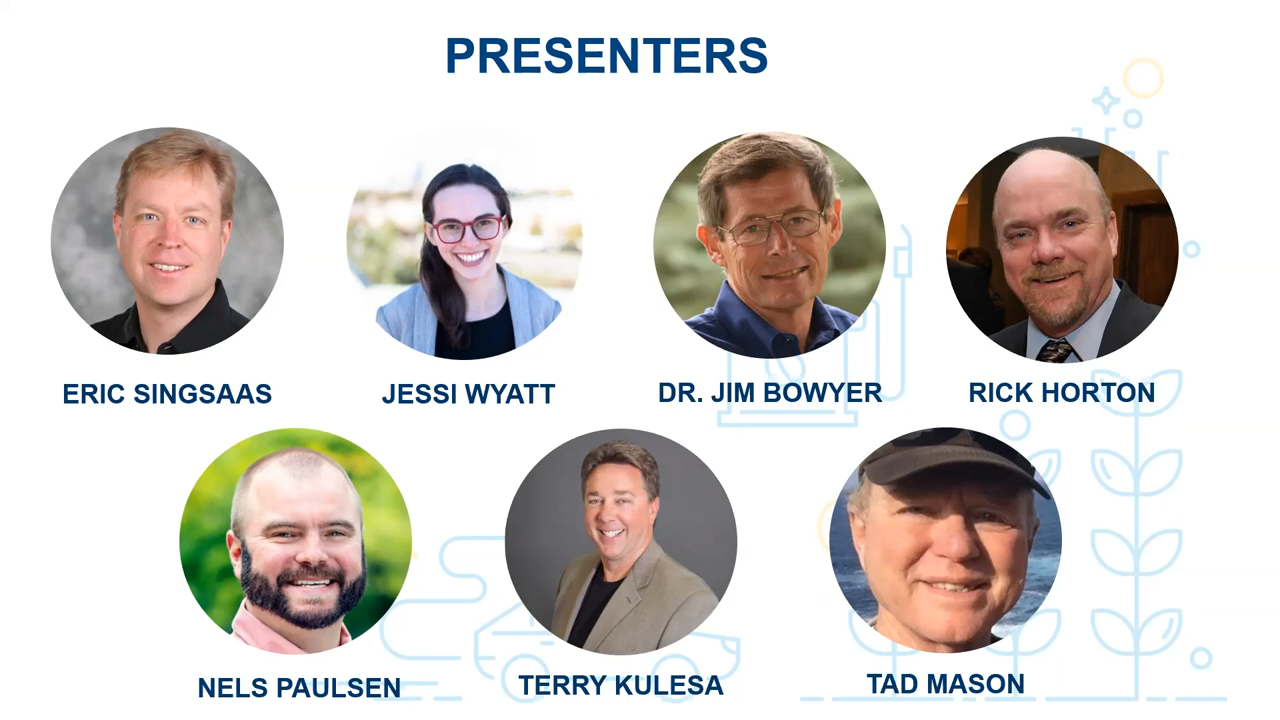 PRESENTERS
ERIC SINGSAAS
JESSI WYATT
DR. JIM BOWYER
RICK HORTON
NELS PAULSEN
TERRY KULESA
TAD MASON